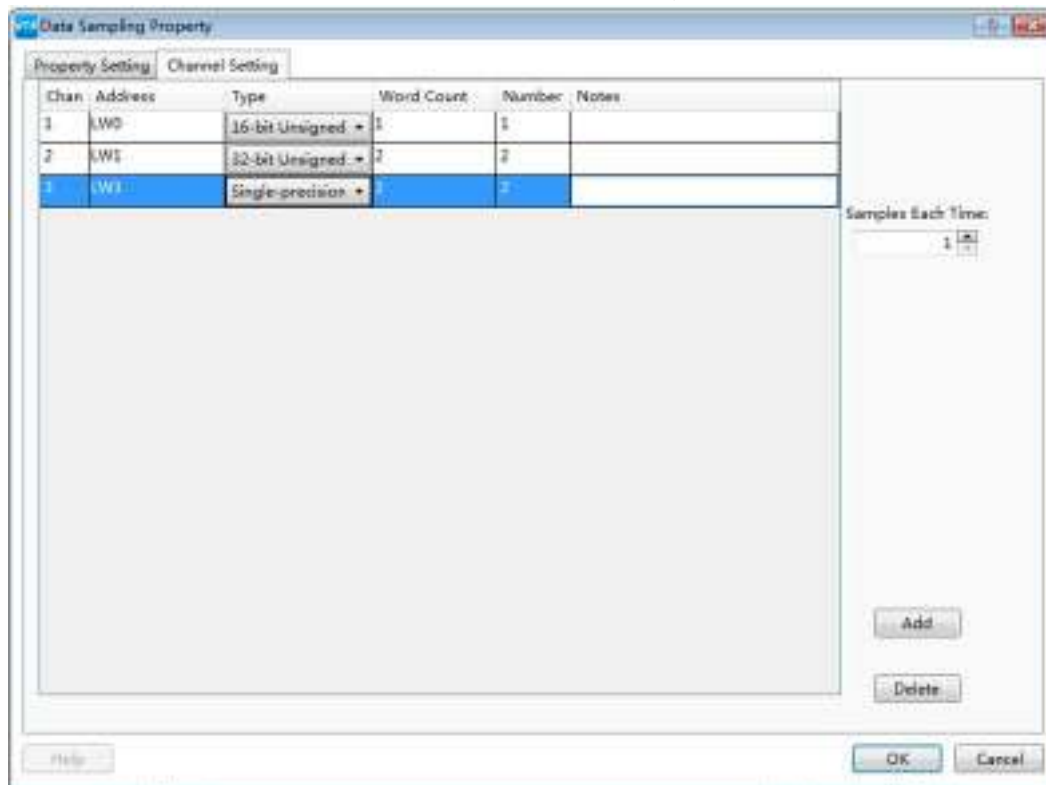 Data Sampling Property
Property Setting Channel Setting
Chan Address Type Word Count Number Notes
1 LW0 16-bit Unsigned 1 1
2 LW1 32-bit Unsigned 2 2
3 LW3 Single-precision 2 2
Samples Each Time:
1
Add
Delete
Help OK Cancel